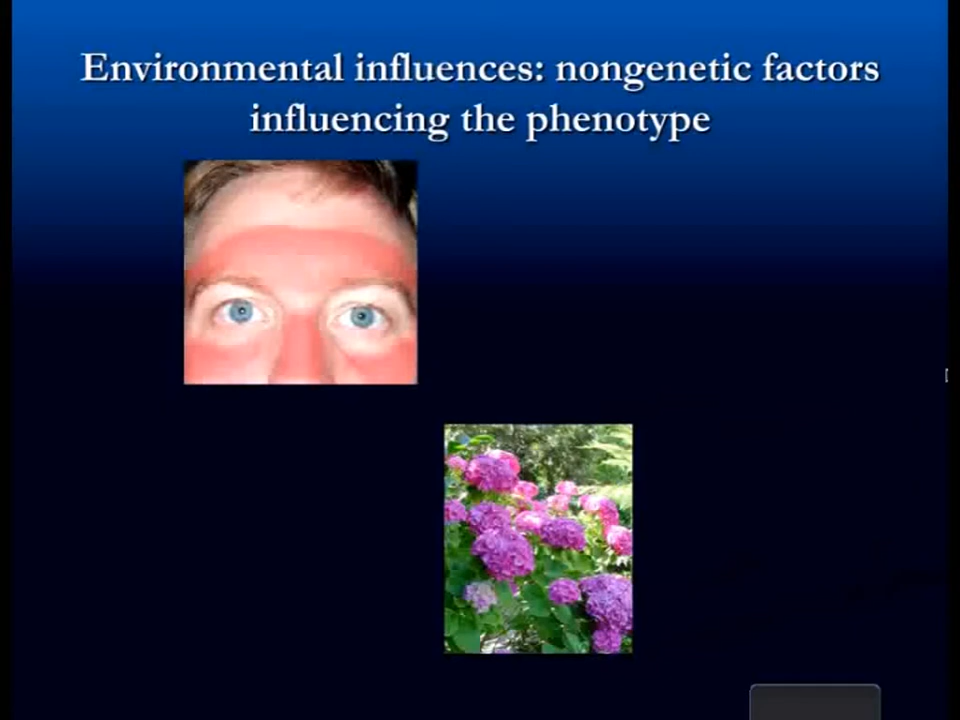 Environmental influences: nongenetic factors
influencing the phenotype